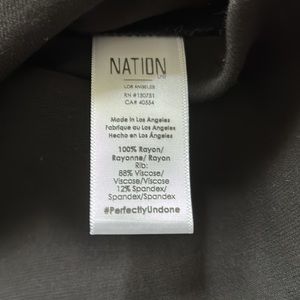 NATION
LTD
LOS ANGELES
RN #130731
CA# 40554
Made in Los Angeles
Fabriqué au Los Angeles
Hecho en Los Ángeles
100% Rayon/
Rayonne/ Rayon
Rib:
88% Viscose/
Viscose/Viscosa
12% Spandex/
Spandex/Spandex
#PerfectlyUndone